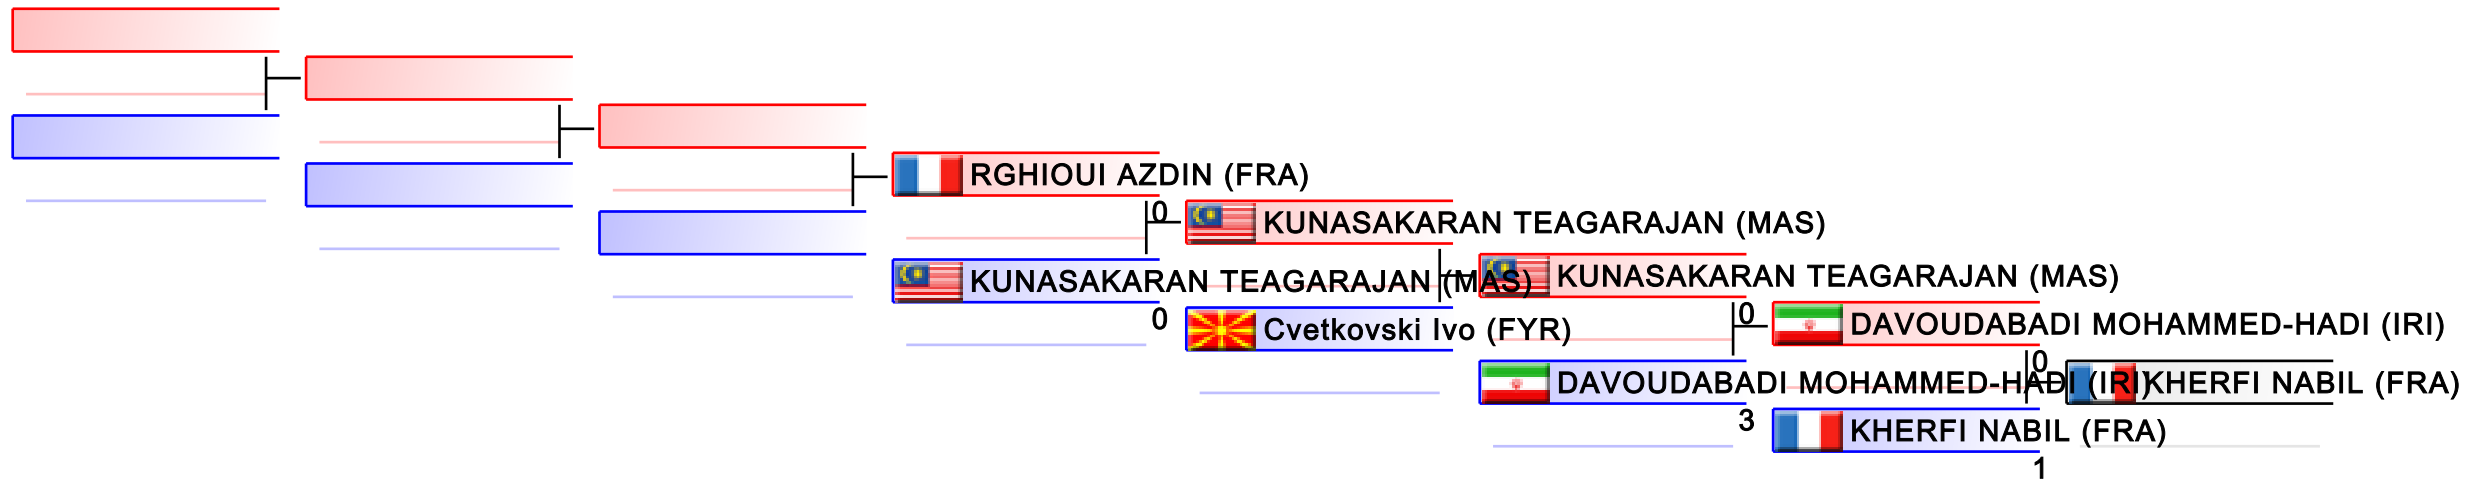 RGHIOUI AZDIN (FRA)
0
KUNASAKARAN TEAGARAJAN (MAS)
KUNASAKARAN TEAGARAJAN (MAS)
0
KUNASAKARAN TEAGARAJAN (MAS)
Cvetkovski Ivo (FYR)
0
DAVOUDABADI MOHAMMED-HADI (IRI)
DAVOUDABADI MOHAMMED-HADI (IRI)
3
0
KHERFI NABIL (FRA)
KHERFI NABIL (FRA)
1